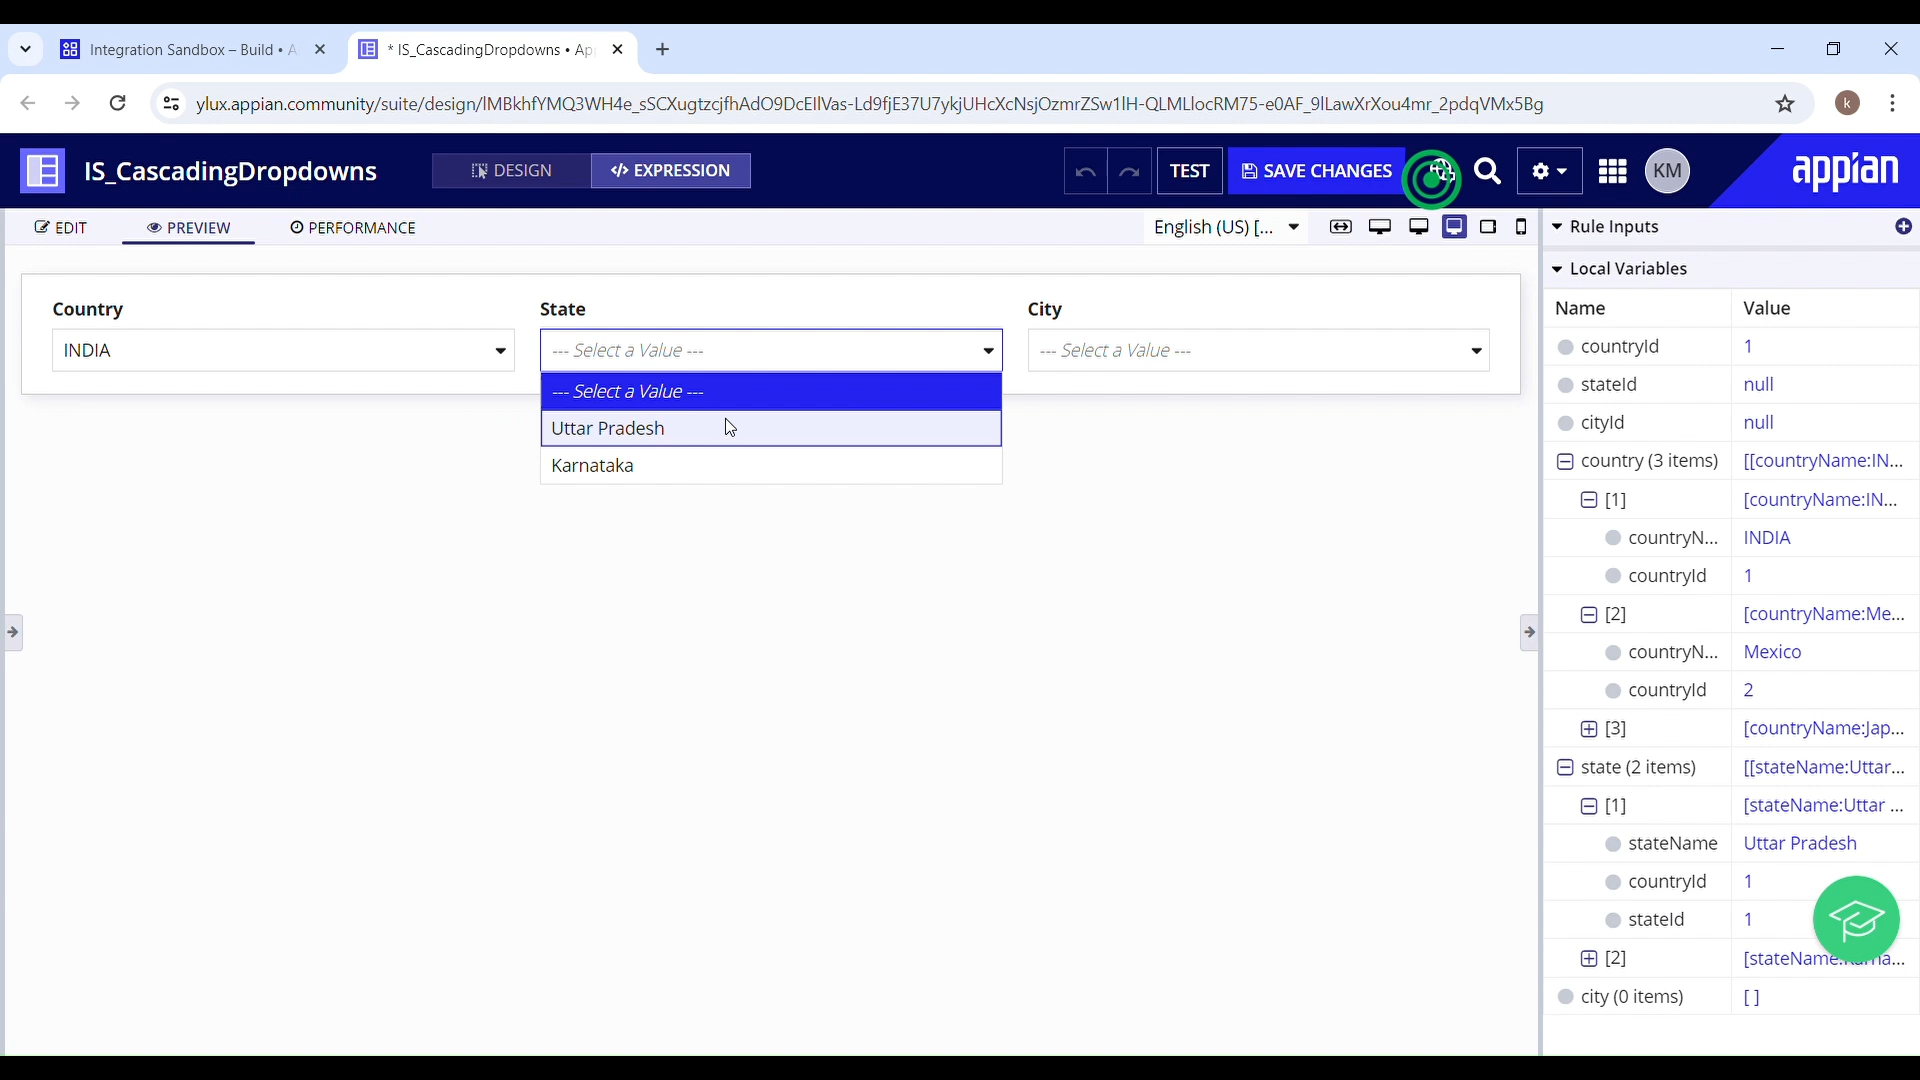 Integration Sandbox – Build • A
* IS_CascadingDropdowns • Ap
ylux.appian.community/suite/design/
k
IS_CascadingDropdowns
DESIGN
</> EXPRESSION
TEST
SAVE CHANGES
KM
appian
EDIT
PREVIEW
PERFORMANCE
English (US) [...
Rule Inputs
Local Variables
Name Value
countryId 1
stateId null
cityId null
country (3 items) [[countryName:IN...
[1] [countryName:IN...
countryN... INDIA
countryId 1
[2] [countryName:Me...
countryN... Mexico
countryId 2
[3] [countryName:Jap...
state (2 items) [[stateName:Uttar...
[1] [stateName:Uttar ...
stateName Uttar Pradesh
countryId 1
stateId 1
[2] [stateName:Karna...
city (0 items) [ ]
Country
INDIA
State
--- Select a Value ---
--- Select a Value ---
Uttar Pradesh
Karnataka
City
--- Select a Value ---